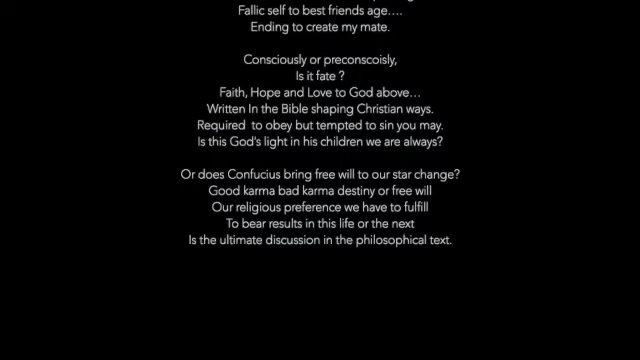 Fallic self to best friends age....
Ending to create my mate.
Consciously or preconscoisly,
Is it fate ?
Faith, Hope and Love to God above...
Written In the Bible shaping Christian ways.
Required  to obey but tempted to sin you may.
Is this God's light in his children we are always?
Or does Confucius bring free will to our star change?
Good karma bad karma destiny or free will
Our religious preference we have to fulfill
To bear results in this life or the next
Is the ultimate discussion in the philosophical text.